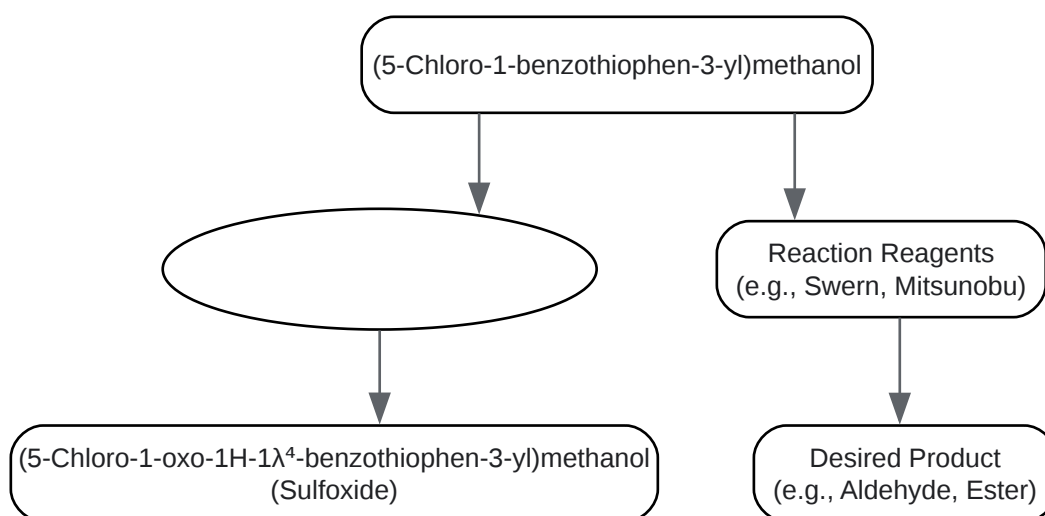 (5-Chloro-1-benzothiophen-3-yl)methanol
Reaction Reagents
(e.g., Swern, Mitsunobu)
(5-Chloro-1-oxo-1H-1λ⁴-benzothiophen-3-yl)methanol
(Sulfoxide)
Desired Product
(e.g., Aldehyde, Ester)